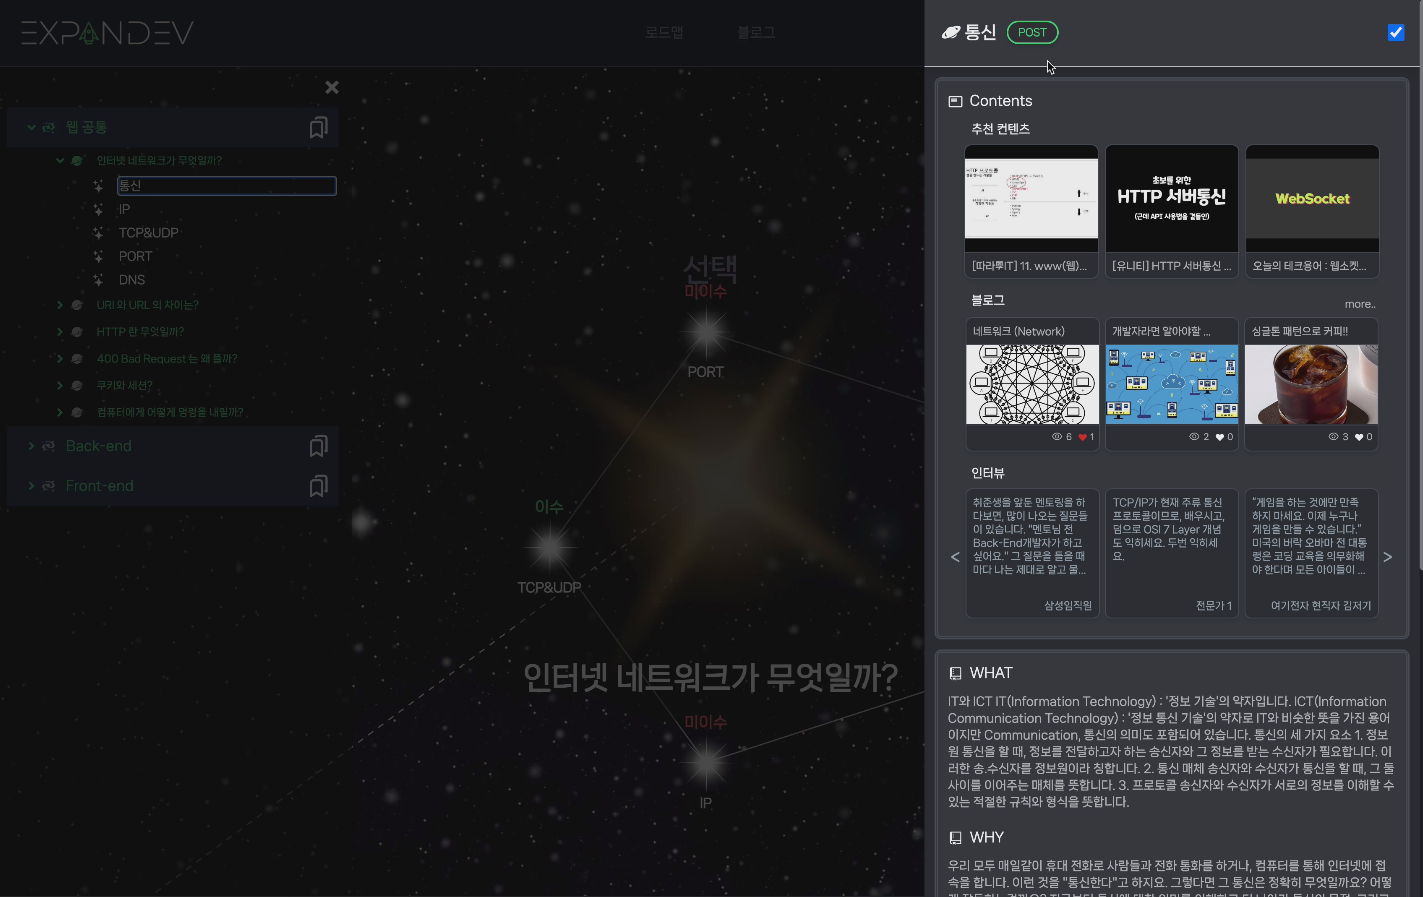 EXPANDEV
로드맵
블로그
웹 공통
인터넷 네트워크가 무엇일까?
통신
IP
TCP&UDP
PORT
DNS
URI 와 URL 의 차이는?
HTTP 란 무엇일까?
400 Bad Request 는 왜 뜰까?
쿠키와 세션?
컴퓨터에게 어떻게 명령을 내릴까?
Back-end
Front-end
선택
미이수
PORT
이수
TCP&UDP
인터넷 네트워크가 무엇일까?
미이수
IP
통신
POST
Contents
추천 컨텐츠
초보를 위한
HTTP 서버통신
(근데 API 사용법을 곁들인)
WebSocket
[따라學IT] 11. www(웹)...
[유니티] HTTP 서버통신 ...
오늘의 테크용어 : 웹소켓...
블로그
more..
네트워크 (Network)
개발자라면 알아야할 ...
싱글톤 패턴으로 커피!!
6
1
2
0
3
0
인터뷰
취준생을 앞둔 멘토링을 하
다보면, 많이 나오는 질문들
이 있습니다. "멘토님 전
Back-End개발자가 하고
싶어요." 그 질문을 들을 때
마다 나는 제대로 알고 물...
삼성임직원
TCP/IP가 현재 주류 통신
프로토콜이므로, 배우시고,
덤으로 OSI 7 Layer 개념
도 익히세요. 두번 익히세
요.
전문가 1
"게임을 하는 것에만 만족
하지 마세요. 이제 누구나
게임을 만들 수 있습니다."
미국의 버락 오바마 전 대통
령은 코딩 교육을 의무화해
야 한다며 모든 아이들이 ...
여기전자 현직자 김저기
<
>
WHAT
IT와 ICT IT(Information Technology) : '정보 기술'의 약자입니다. ICT(Information
Communication Technology) : '정보 통신 기술'의 약자로 IT와 비슷한 뜻을 가진 용어
이지만 Communication, 통신의 의미도 포함되어 있습니다. 통신의 세 가지 요소 1. 정보
원 통신을 할 때, 정보를 전달하고자 하는 송신자와 그 정보를 받는 수신자가 필요합니다. 이
러한 송.수신자를 정보원이라 칭합니다. 2. 통신 매체 송신자와 수신자가 통신을 할 때, 그 둘
사이를 이어주는 매체를 뜻합니다. 3. 프로토콜 송신자와 수신자가 서로의 정보를 이해할 수
있는 적절한 규칙와 형식을 뜻합니다.
WHY
우리 모두 매일같이 휴대 전화로 사람들과 전화 통화를 하거나, 컴퓨터를 통해 인터넷에 접
속을 합니다. 이런 것을 "통신한다"고 하지요. 그렇다면 그 통신은 정확히 무엇일까요? 어떻